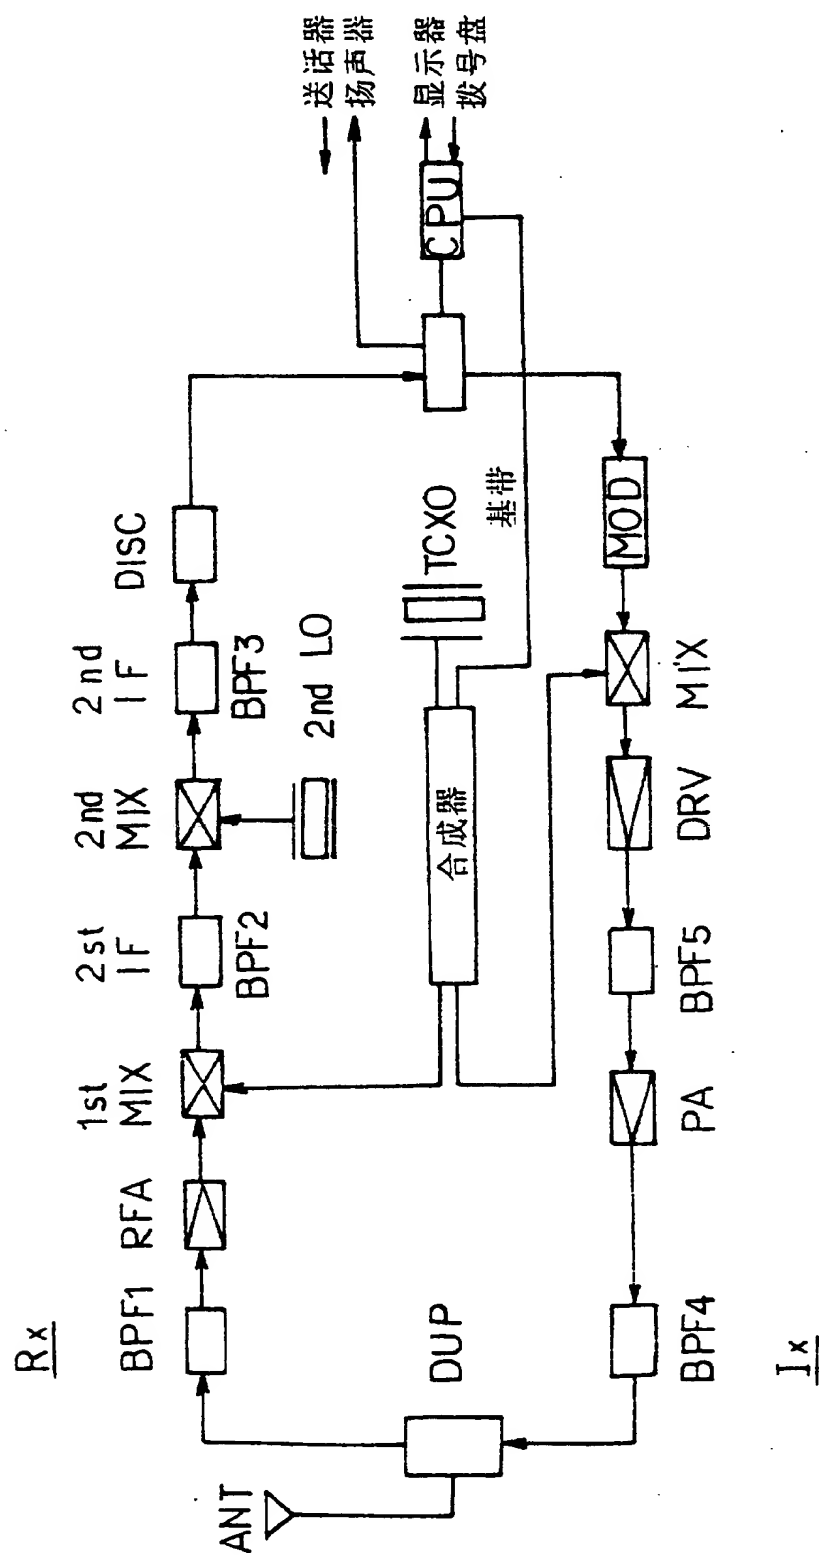 Rx
BPF1
RFA
1st
MIX
2st
IF
BPF2
2nd
MIX
2nd
IF
BPF3
DISC
2nd LO
ANT
DUP
合成器
TCXO
基带
CPU
送话器
扬声器
显示器
拨号盘
MOD
MIX
DRV
BPF5
PA
BPF4
Ix